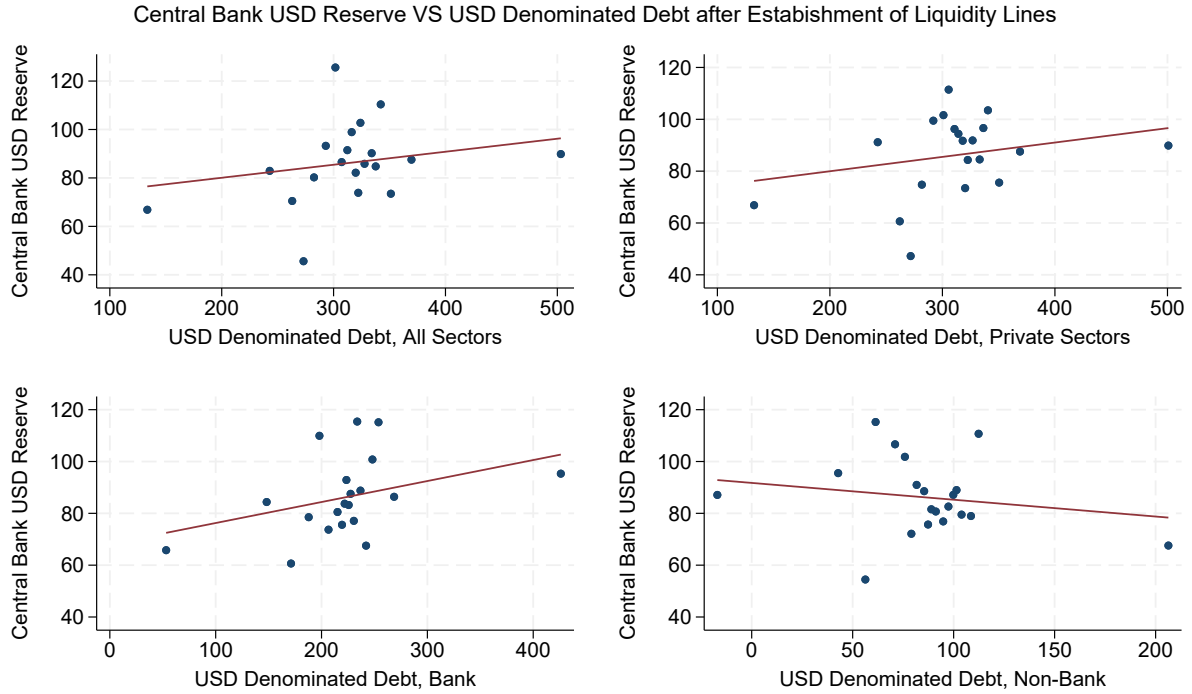 Central Bank USD Reserve VS USD Denominated Debt after Estabishment of Liquidity Lines
Central Bank USD Reserve
120
100
80
60
40
100 200 300 400 500
USD Denominated Debt, All Sectors
Central Bank USD Reserve
120
100
80
60
40
100 200 300 400 500
USD Denominated Debt, Private Sectors
Central Bank USD Reserve
120
100
80
60
40
0 100 200 300 400
USD Denominated Debt, Bank
Central Bank USD Reserve
120
100
80
60
40
0 50 100 150 200
USD Denominated Debt, Non-Bank